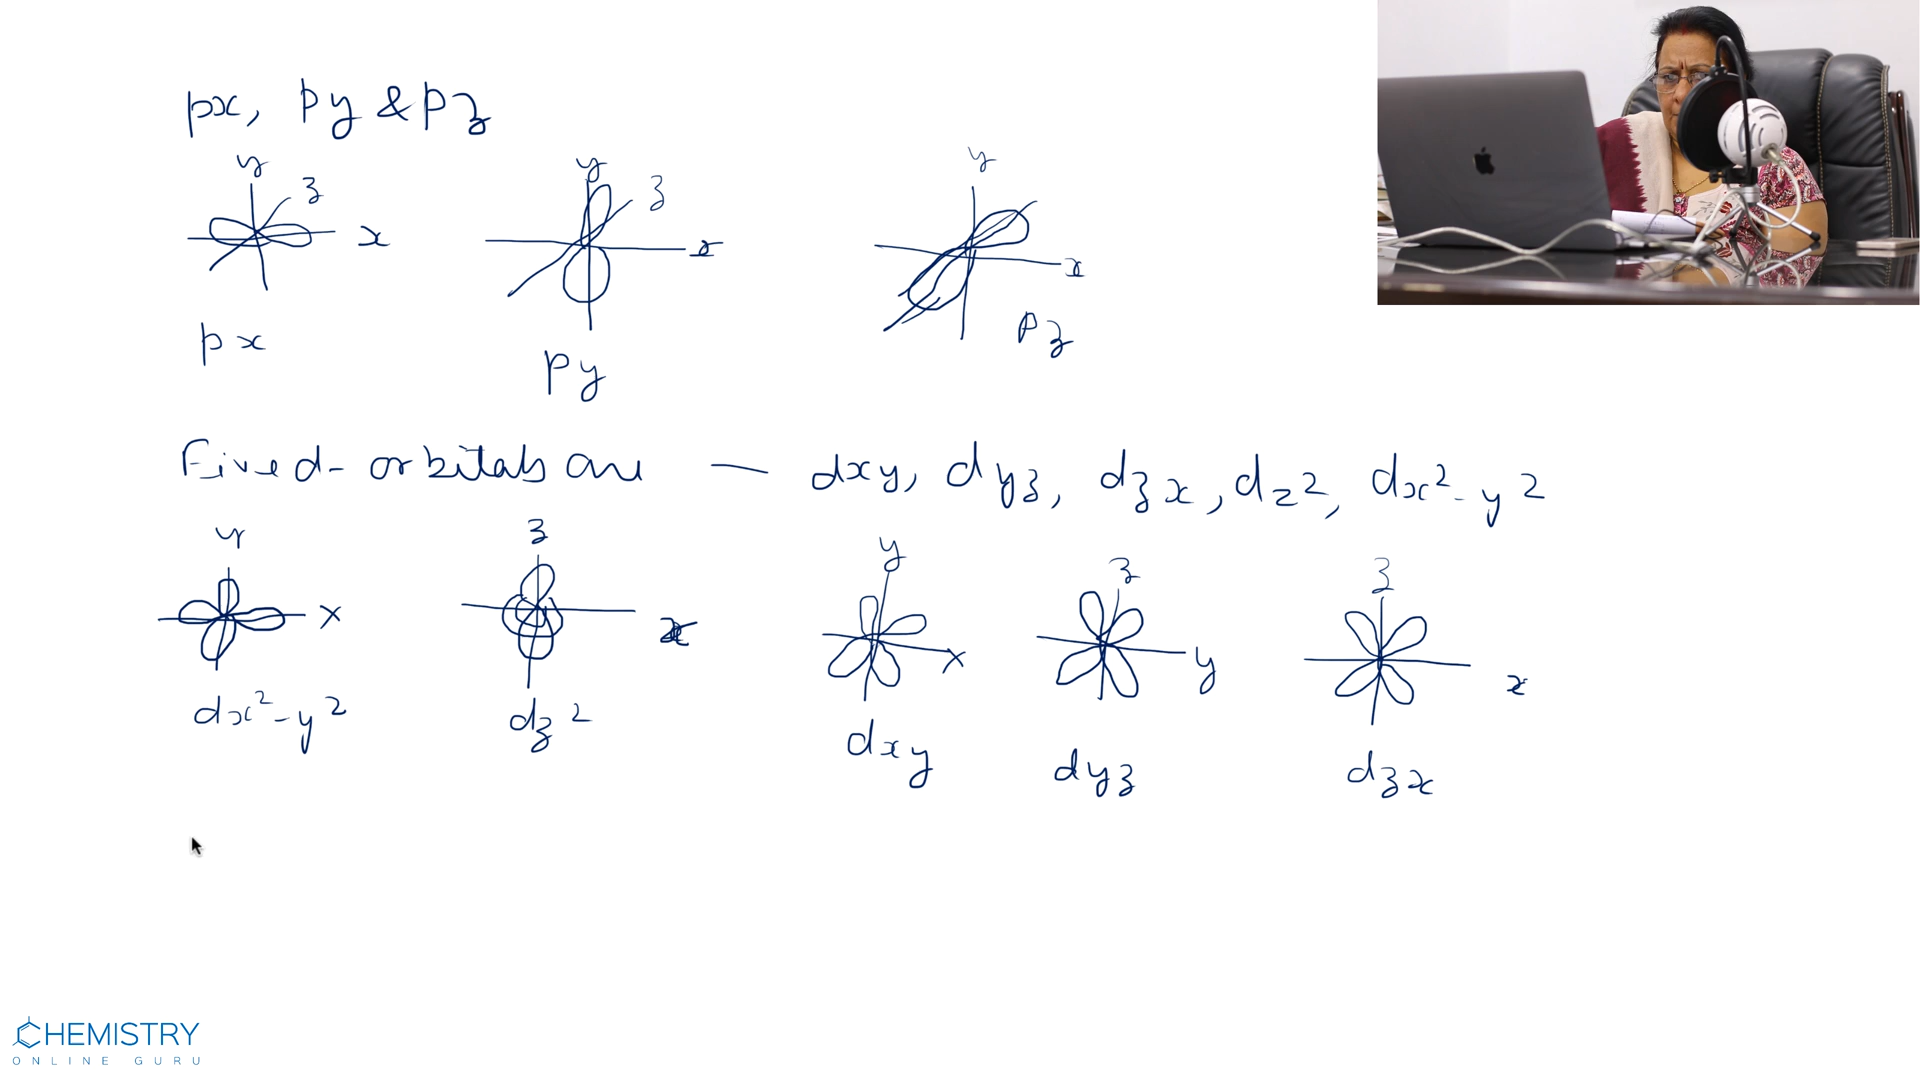 px, py & pz
y y y
z z
x x x
px py pz
Five d- orbitals are — dxy, dyz, dzx, dz², dx²-y²
y z y z z
x x x y x
dx²-y² dz² dxy dyz dzx
CHEMISTRY
ONLINE GURU